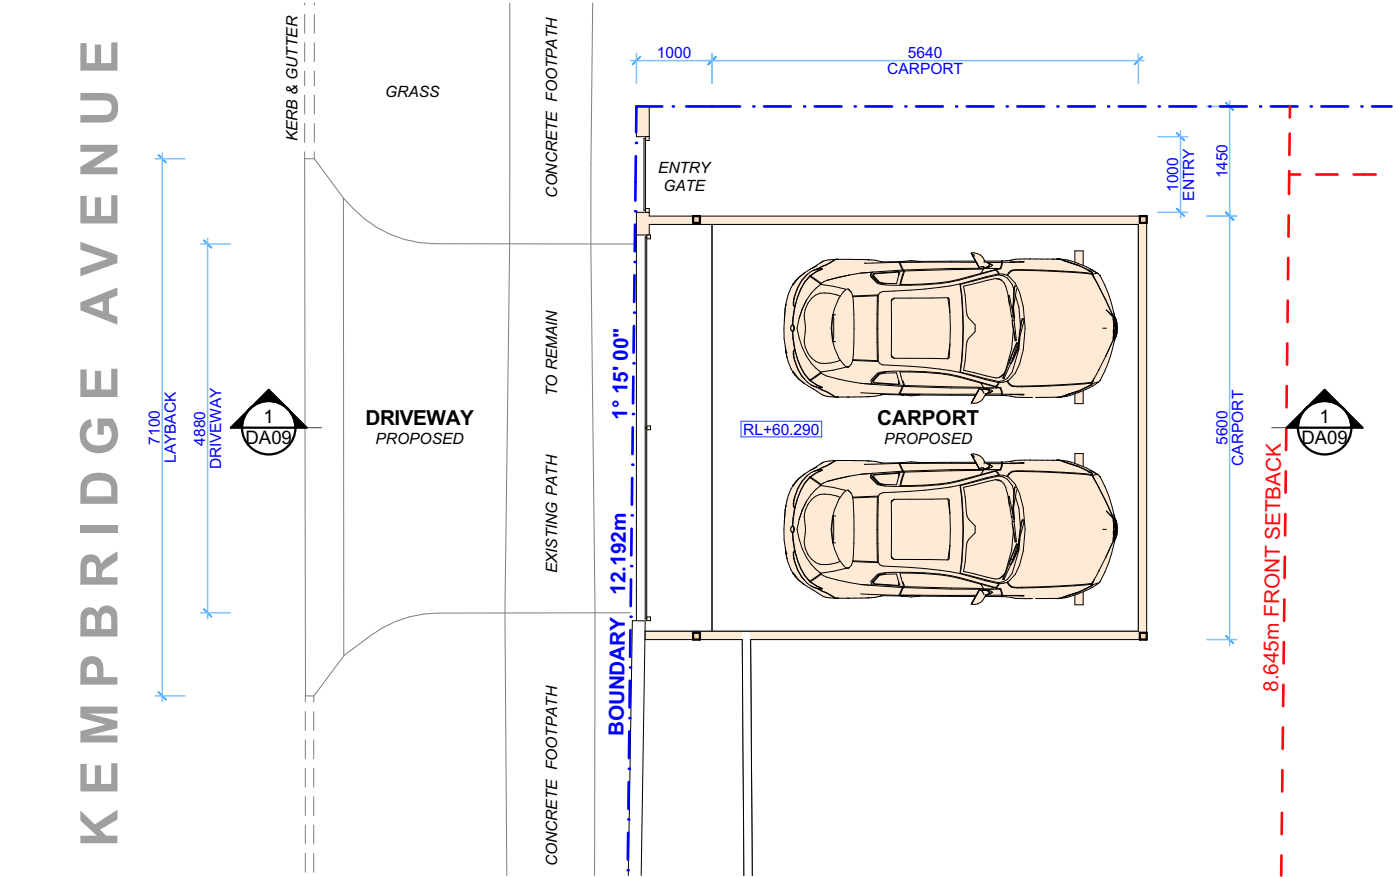 KEMPBRIDGE AVENUE
KERB & GUTTER
GRASS
CONCRETE FOOTPATH
1000
5640
CARPORT
ENTRY
GATE
1000
ENTRY
1450
7100
LAYBACK
4880
DRIVEWAY
1
DA09
DRIVEWAY
PROPOSED
EXISTING PATH
TO REMAIN
CONCRETE FOOTPATH
BOUNDARY 12.192m 1° 15' 00"
RL+60.290
CARPORT
PROPOSED
5600
CARPORT
8.645m FRONT SETBACK
1
DA09